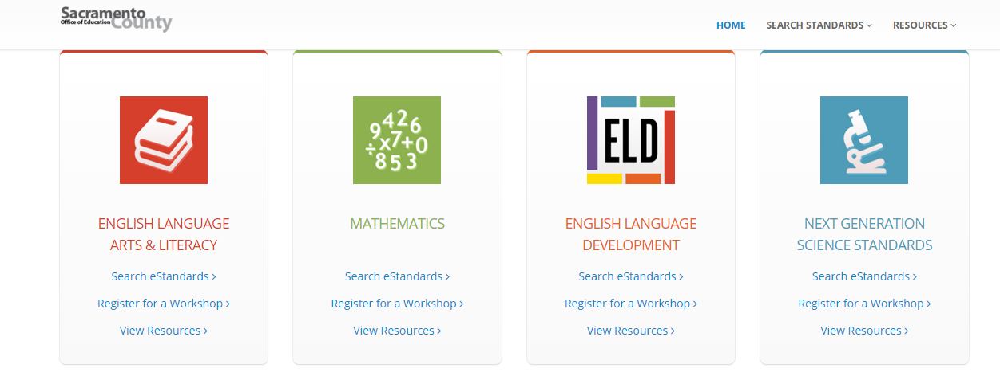 Sacramento
Office of Education County
HOME SEARCH STANDARDS RESOURCES
9426
÷x7+0
853
ELD
ENGLISH LANGUAGE
ARTS & LITERACY
Search eStandards
Register for a Workshop
View Resources
MATHEMATICS
Search eStandards
Register for a Workshop
View Resources
ENGLISH LANGUAGE
DEVELOPMENT
Search eStandards
Register for a Workshop
View Resources
NEXT GENERATION
SCIENCE STANDARDS
Search eStandards
Register for a Workshop
View Resources